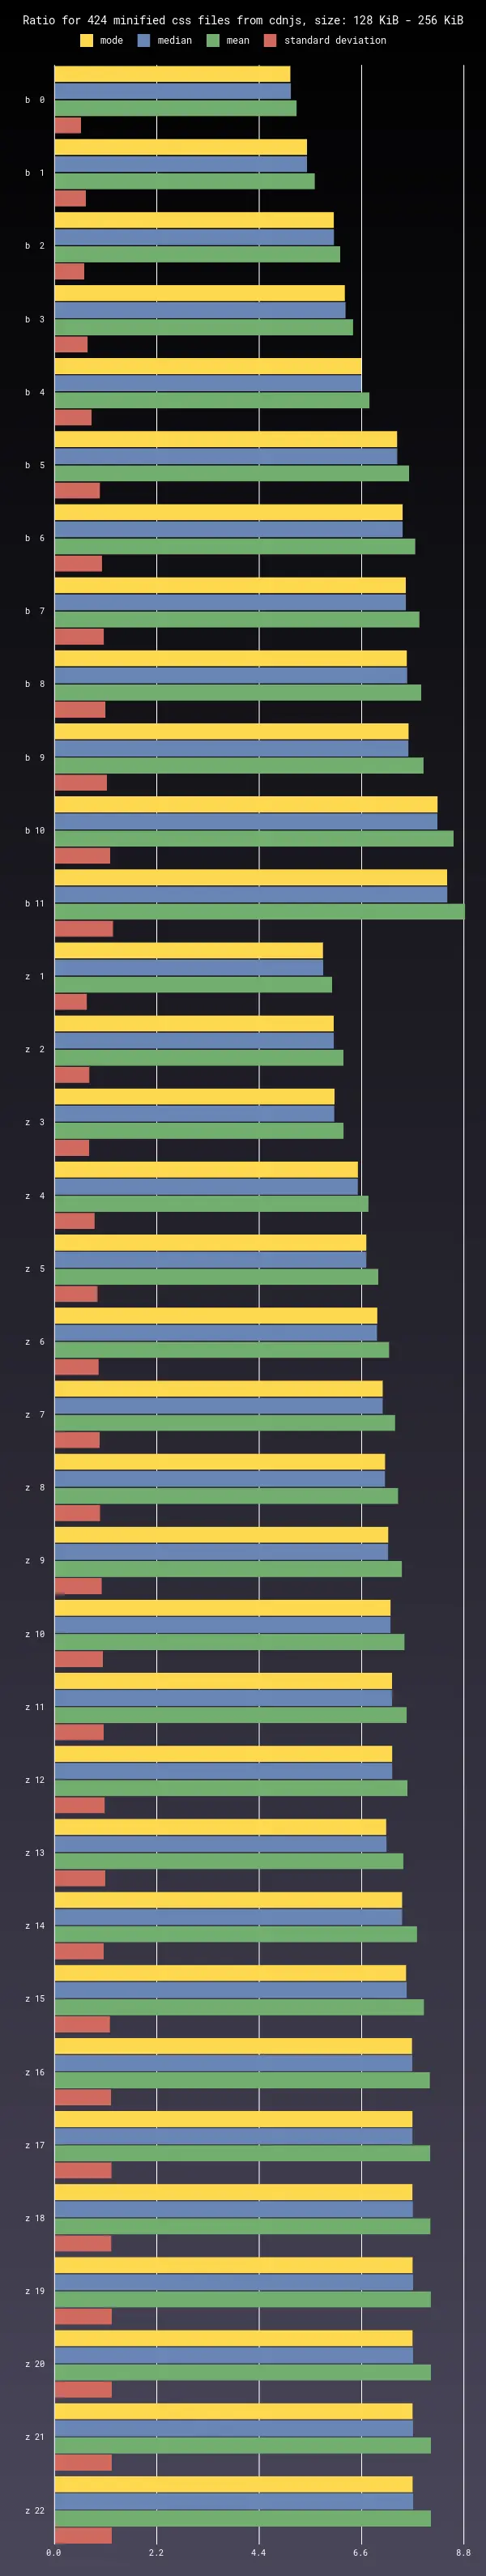 Ratio for 424 minified css files from cdnjs, size: 128 KiB - 256 KiB
mode median mean standard deviation
b 0
b 1
b 2
b 3
b 4
b 5
b 6
b 7
b 8
b 9
b 10
b 11
z 1
z 2
z 3
z 4
z 5
z 6
z 7
z 8
z 9
z 10
z 11
z 12
z 13
z 14
z 15
z 16
z 17
z 18
z 19
z 20
z 21
z 22
0.0 2.2 4.4 6.6 8.8